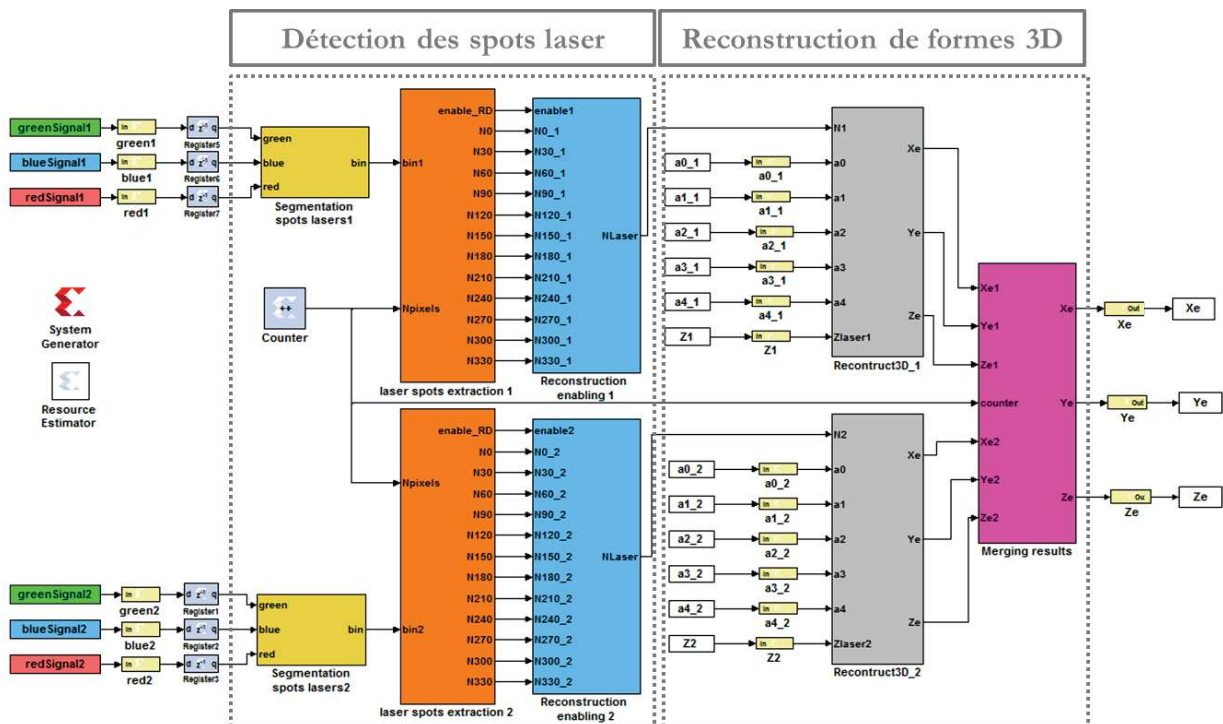 Détection des spots laser
Reconstruction de formes 3D
greenSignal1
In
green1
d z⁻¹ q
Register5
blueSignal1
In
blue1
d z⁻¹ q
Register6
redSignal1
In
red1
d z⁻¹ q
Register7
green
blue
red
bin
Segmentation
spots lasers1
System
Generator
Resource
Estimator
++
Counter
bin1
Npixels
enable_RD
N0
N30
N60
N90
N120
N150
N180
N210
N240
N270
N300
N330
laser spots extraction 1
enable1
N0_1
N30_1
N60_1
N90_1
N120_1
N150_1
N180_1
N210_1
N240_1
N270_1
N300_1
N330_1
NLaser
Reconstruction
enabling 1
a0_1
In
a0_1
a1_1
In
a1_1
a2_1
In
a2_1
a3_1
In
a3_1
a4_1
In
a4_1
Z1
In
Z1
N1
a0
a1
a2
a3
a4
Zlaser1
Xe
Ye
Ze
Recontruct3D_1
greenSignal2
In
green2
d z⁻¹ q
Register1
blueSignal2
In
blue2
d z⁻¹ q
Register2
redSignal2
In
red2
d z⁻¹ q
Register3
green
blue
red
bin
Segmentation
spots lasers2
Npixels
bin2
enable_RD
N0
N30
N60
N90
N120
N150
N180
N210
N240
N270
N300
N330
laser spots extraction 2
enable2
N0_2
N30_2
N60_2
N90_2
N120_2
N150_2
N180_2
N210_2
N240_2
N270_2
N300_2
N330_2
NLaser
Reconstruction
enabling 2
a0_2
In
a0_2
a1_2
In
a1_2
a2_2
In
a2_2
a3_2
In
a3_2
a4_2
In
a4_2
Z2
In
Z2
N2
a0
a1
a2
a3
a4
Zlaser2
Xe
Ye
Ze
Recontruct3D_2
Xe1
Ye1
Ze1
counter
Xe2
Ye2
Ze2
Xe
Ye
Ze
Merging results
Out
Xe
Xe
Out
Ye
Ye
Ou
Ze
Ze